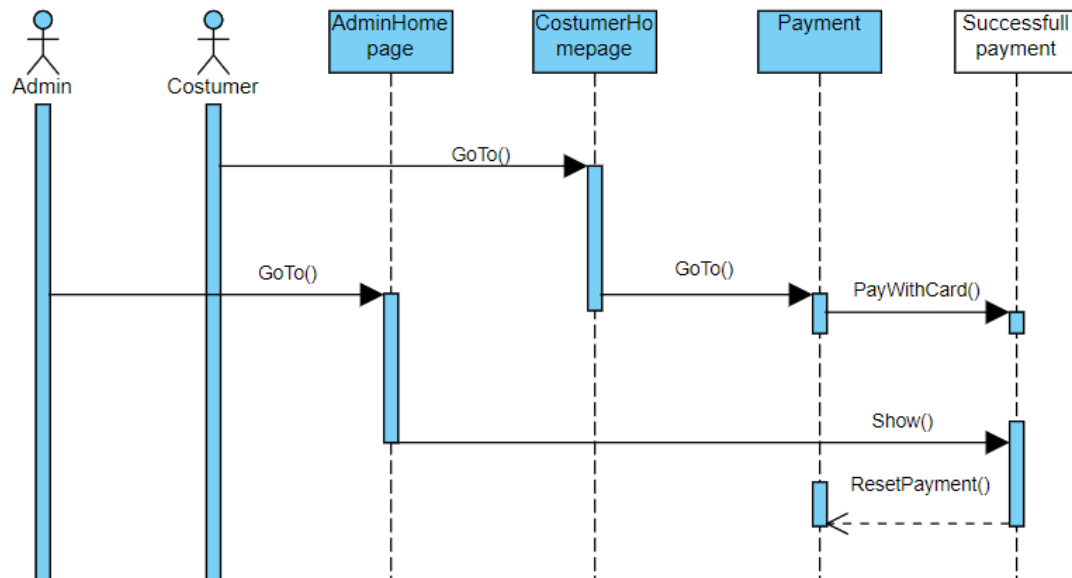 AdminHome
page
CostumerHo
mepage
Payment
Successfull
payment
Admin
Costumer
GoTo()
GoTo()
GoTo()
PayWithCard()
Show()
ResetPayment()